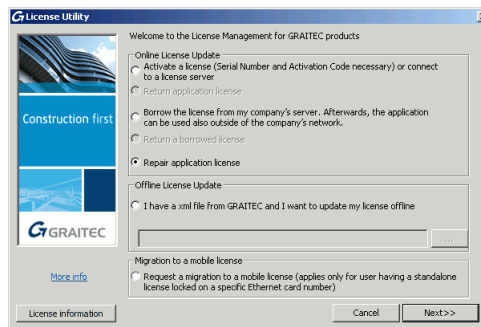 License Utility
Welcome to the License Management for GRAITEC products
Online License Update
Activate a license (Serial Number and Activation Code necessary) or connect
to a license server
Return application license
Borrow the license from my company's server. Afterwards, the application
can be used also outside of the company's network.
Return a borrowed license
Repair application license
Construction first
GRAITEC
More info
License information
Offline License Update
I have a xml file from GRAITEC and I want to update my license offline
...
Migration to a mobile license
Request a migration to a mobile license (applies only for user having a standalone
license locked on a specific Ethernet card number)
Cancel
Next>>